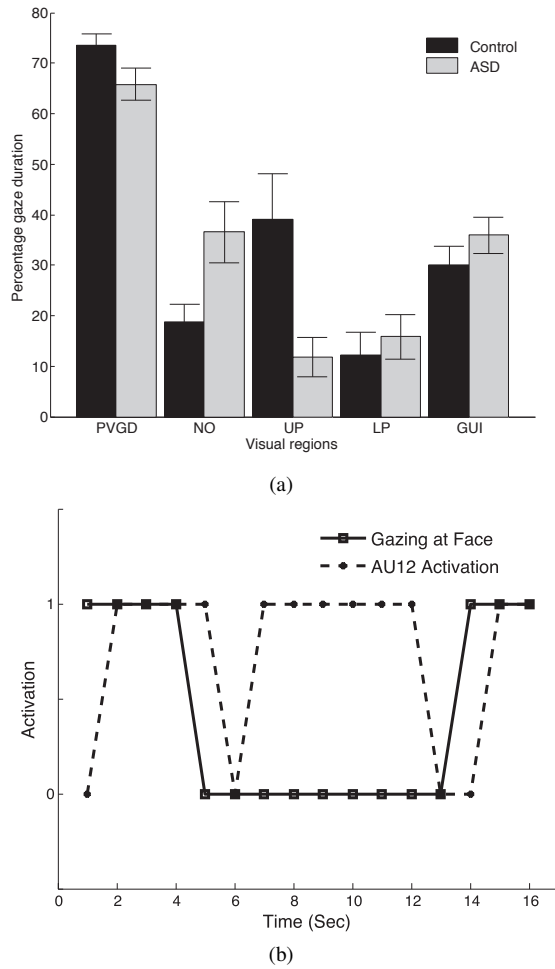 80
70
60
50
40
30
20
10
0
Percentage gaze duration
Control
ASD
PVGD NO UP LP GUI
Visual regions
(a)
Gazing at Face
AU12 Activation
1
0
Activation
0 2 4 6 8 10 12 14 16
Time (Sec)
(b)